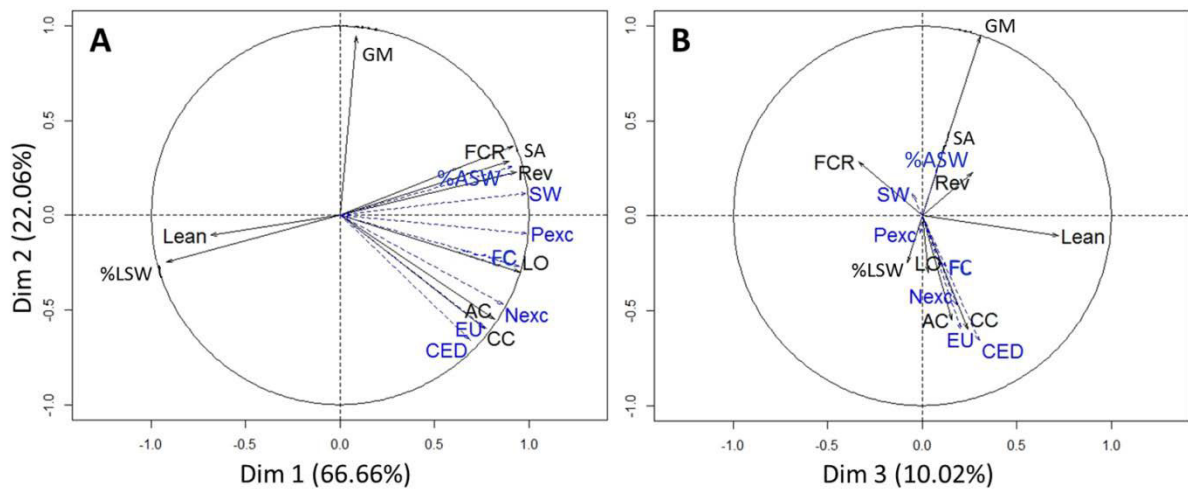 A
GM
FCR
SA
%ASW
Rev
SW
Pexc
FC
LO
Nexc
AC
EU
CC
CED
Lean
%LSW
1.0
0.5
0.0
-0.5
-1.0
-1.0
-0.5
0.0
0.5
1.0
Dim 2 (22.06%)
Dim 1 (66.66%)
B
GM
SA
FCR
%ASW
Rev
SW
Pexc
Lean
%LSW
LO
FC
Nexc
AC
CC
EU
CED
1.0
0.5
0.0
-0.5
-1.0
-1.0
-0.5
0.0
0.5
1.0
Dim 3 (10.02%)